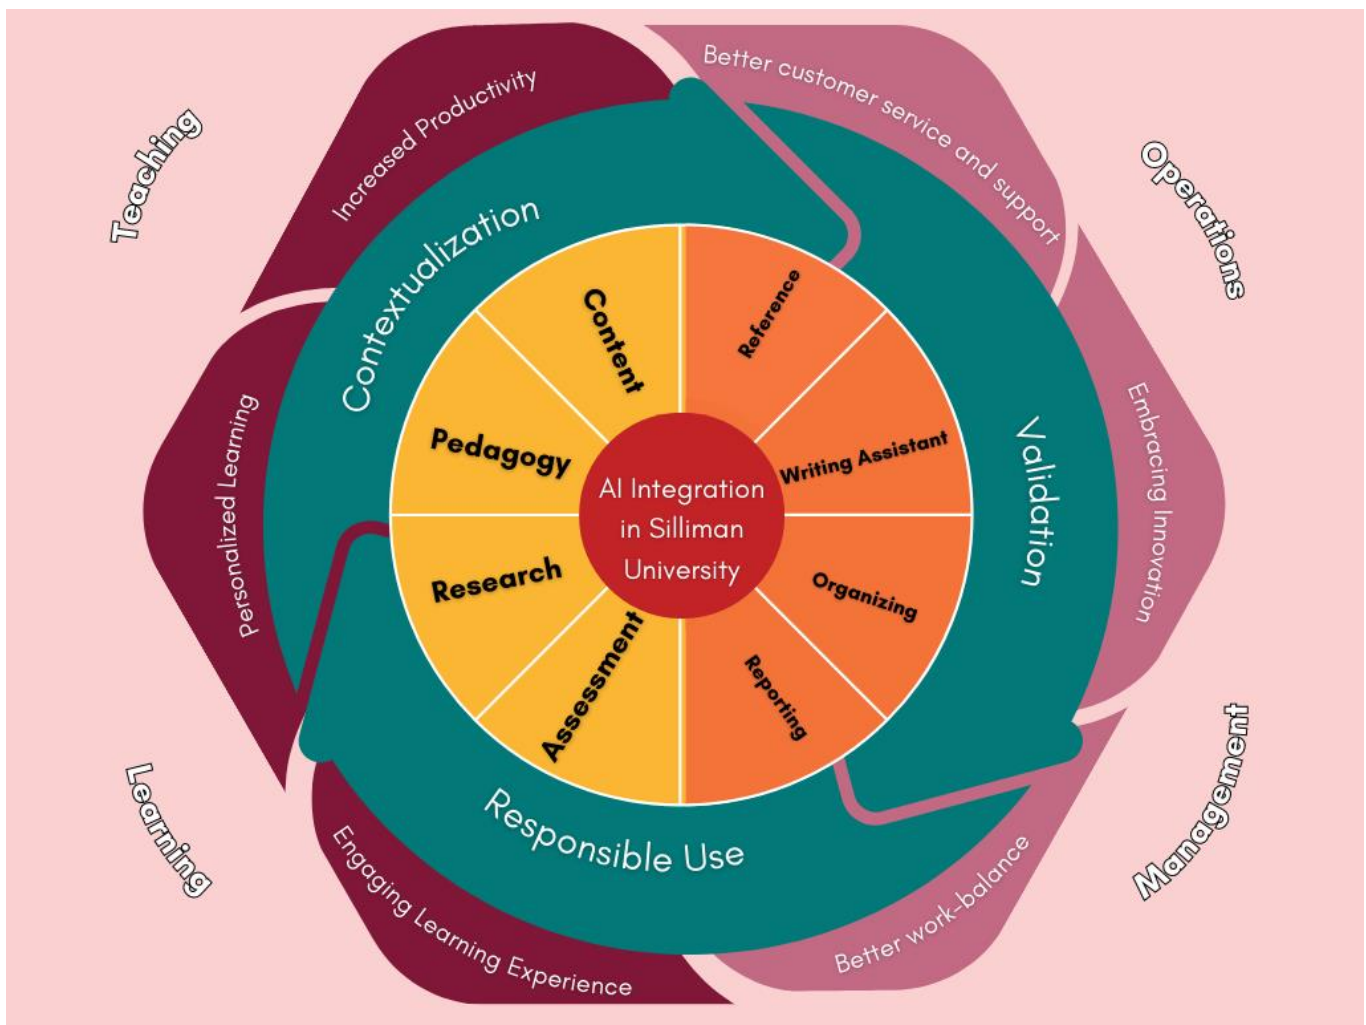 Teaching
Operations
Learning
Management
Increased Productivity
Better customer service and support
Personalized Learning
Embracing Innovation
Engaging Learning Experience
Better work-balance
Contextualization
Validation
Responsible Use
Content
Reference
Pedagogy
Writing Assistant
Research
Organizing
Assessment
Reporting
AI Integration
in Silliman
University